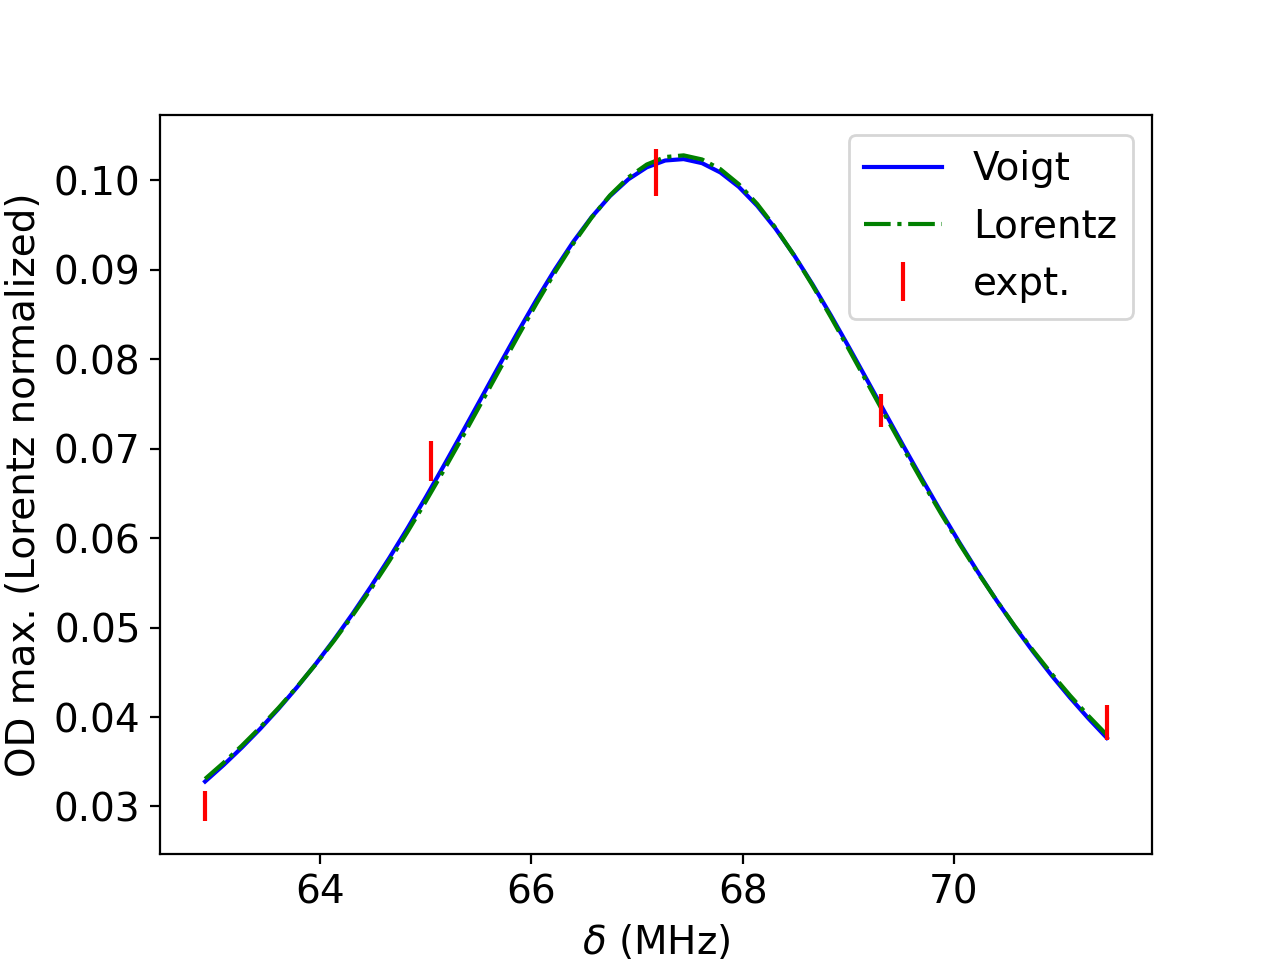 OD max. (Lorentz normalized)
0.10
0.09
0.08
0.07
0.06
0.05
0.04
0.03
64 66 68 70
δ (MHz)
Voigt
Lorentz
expt.